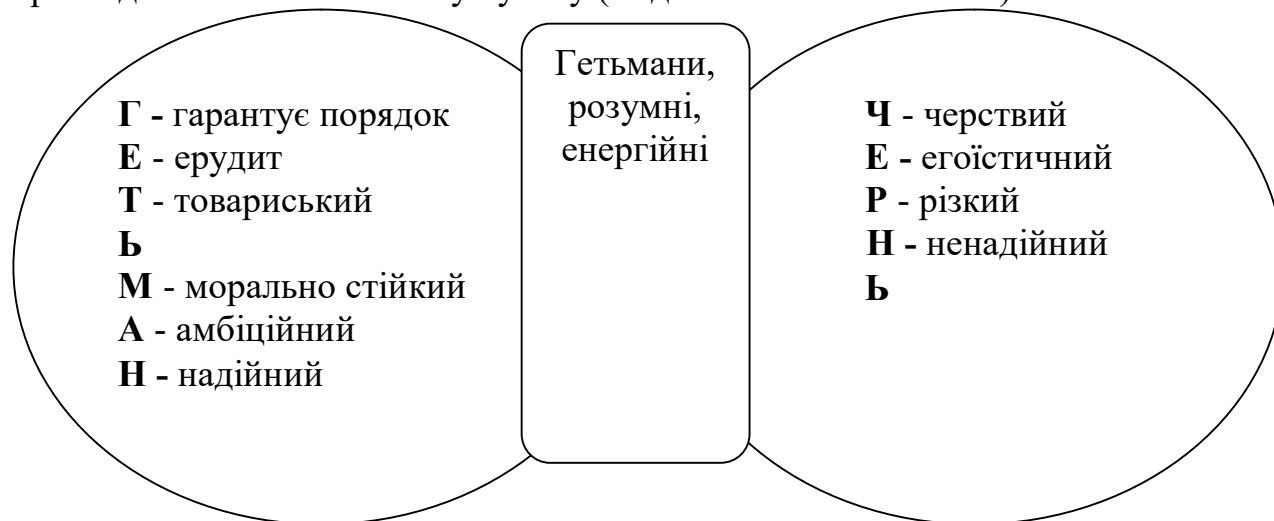 Г - гарантує порядок
Е - ерудит
Т - товариський
Ь
М - морально стійкий
А - амбіційний
Н - надійний
Гетьмани,
розумні,
енергійні
Ч - черствий
Е - егоїстичний
Р - різкий
Н - ненадійний
Ь